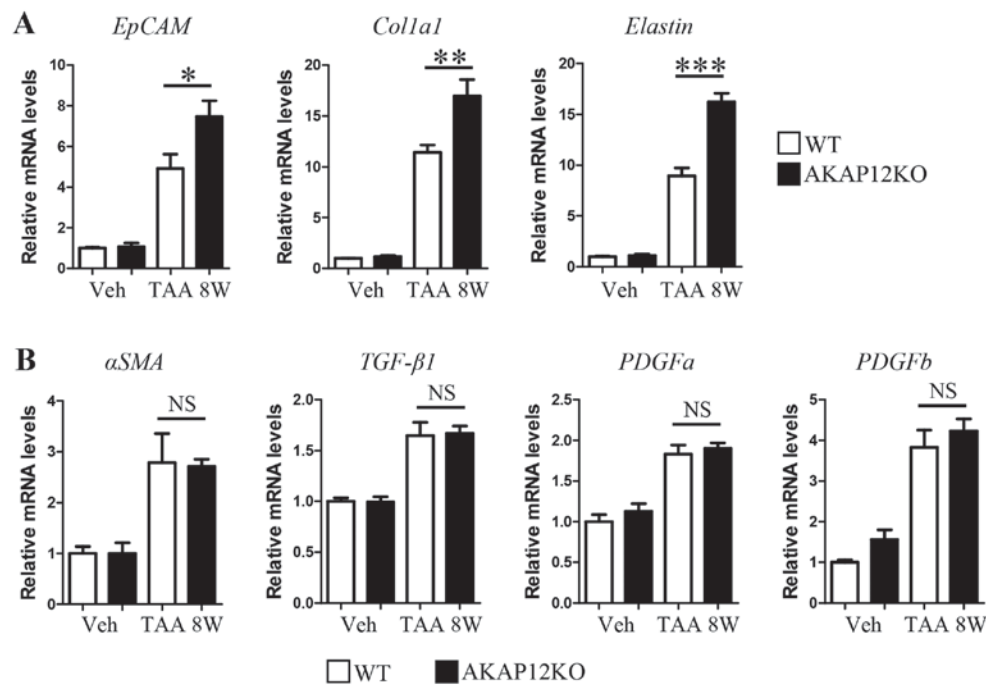 A
EpCAM
Col1a1
Elastin
Relative mRNA levels
10
8
6
4
2
0
*
Veh
TAA 8W
Relative mRNA levels
20
15
10
5
0
**
Veh
TAA 8W
Relative mRNA levels
20
15
10
5
0
***
Veh
TAA 8W
WT
AKAP12KO
B
αSMA
TGF-β1
PDGFa
PDGFb
Relative mRNA levels
4
3
2
1
0
NS
Veh
TAA 8W
Relative mRNA levels
2.0
1.5
1.0
0.5
0.0
NS
Veh
TAA 8W
Relative mRNA levels
2.5
2.0
1.5
1.0
0.5
0.0
NS
Veh
TAA 8W
Relative mRNA levels
6
5
4
2
1
0
NS
Veh
TAA 8W
WT
AKAP12KO